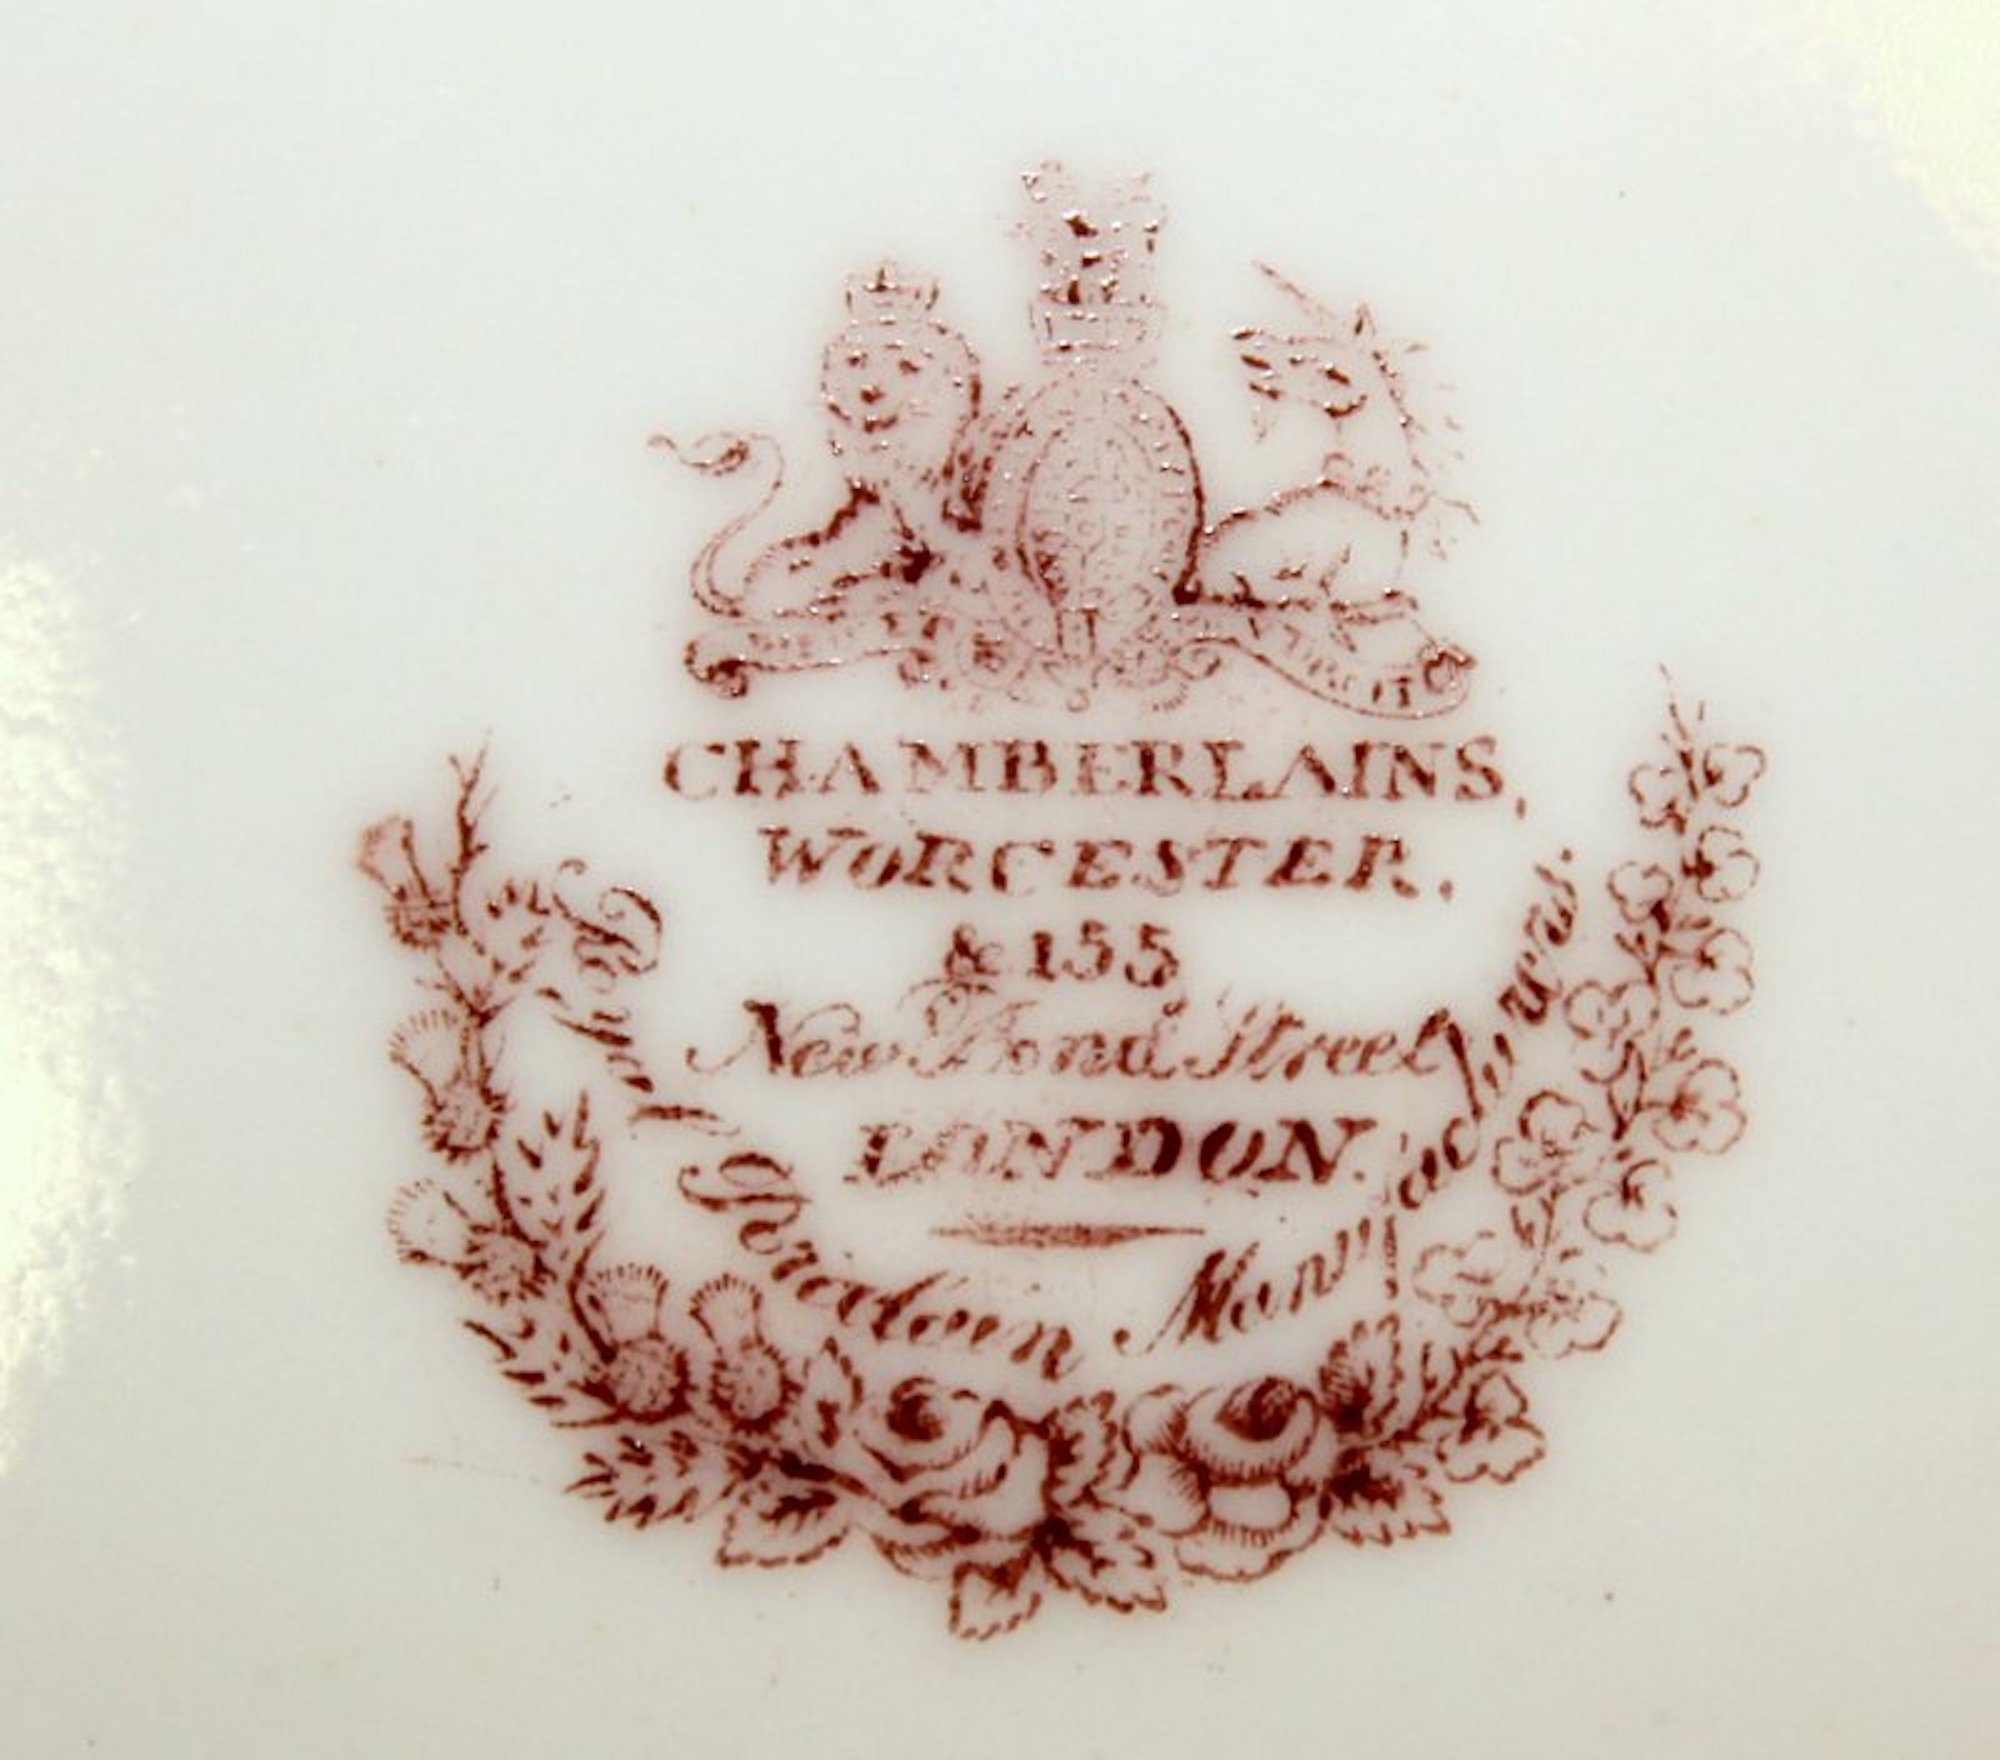 CHAMBERLAINS,
WORCESTER,
& 155
New Bond Street
LONDON.
Royal Porcelain Manufacturers.